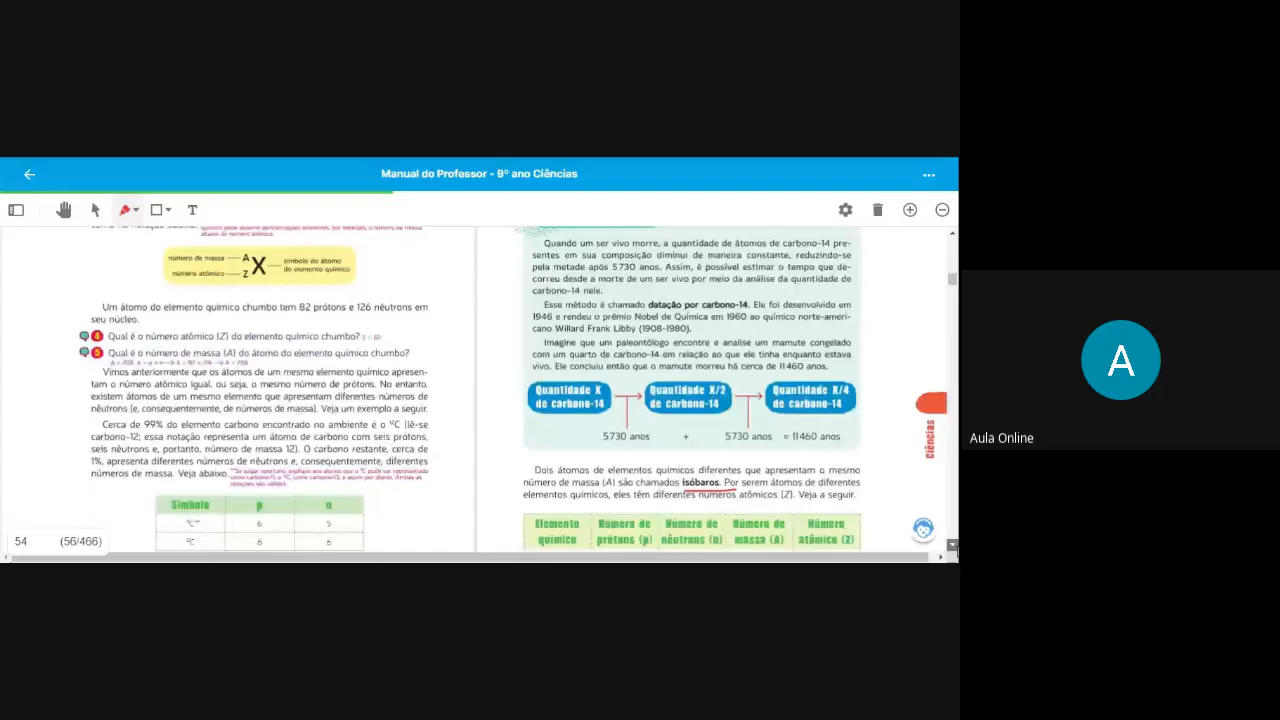 Manual do Professor - 9º ano Ciências
...
T
número de massa — A
número atômico — Z
X
símbolo do átomo
do elemento químico
Um átomo do elemento químico chumbo tem 82 prótons e 126 nêutrons em
seu núcleo.
4 Qual é o número atômico (Z) do elemento químico chumbo?
5 Qual é o número de massa (A) do átomo do elemento químico chumbo?
Vimos anteriormente que os átomos de um mesmo elemento químico apresen-
tam o número atômico igual, ou seja, o mesmo número de prótons. No entanto,
existem átomos de um mesmo elemento que apresentam diferentes números de
nêutrons (e, consequentemente, de números de massa). Veja um exemplo a seguir.
Cerca de 99% do elemento carbono encontrado no ambiente é o ¹²C (lê-se
carbono-12; essa notação representa um átomo de carbono com seis prótons,
seis nêutrons e, portanto, número de massa 12). O carbono restante, cerca de
1%, apresenta diferentes números de nêutrons e, consequentemente, diferentes
números de massa. Veja abaixo.
Símbolo p n
6 5
6 6
54 (56/466)
Quando um ser vivo morre, a quantidade de átomos de carbono-14 pre-
sentes em sua composição diminui de maneira constante, reduzindo-se
pela metade após 5730 anos. Assim, é possível estimar o tempo que de-
correu desde a morte de um ser vivo por meio da análise da quantidade de
carbono-14 nele.
Esse método é chamado datação por carbono-14. Ele foi desenvolvido em
1946 e rendeu o prêmio Nobel de Química em 1960 ao químico norte-ameri-
cano Willard Frank Libby (1908-1980).
Imagine que um paleontólogo encontre e analise um mamute congelado
com um quarto de carbono-14 em relação ao que ele tinha enquanto estava
vivo. Ele concluiu então que o mamute morreu há cerca de 11460 anos.
Quantidade X
de carbono-14
Quantidade X/2
de carbono-14
Quantidade X/4
de carbono-14
5730 anos + 5730 anos = 11460 anos
Dois átomos de elementos químicos diferentes que apresentam o mesmo
número de massa (A) são chamados isóbaros. Por serem átomos de diferentes
elementos químicos, eles têm diferentes números atômicos (Z). Veja a seguir.
Elemento
químico
Número de
prótons (p)
Número de
nêutrons (n)
Número de
massa (A)
Número
atômico (Z)
Ciências
A
Aula Online